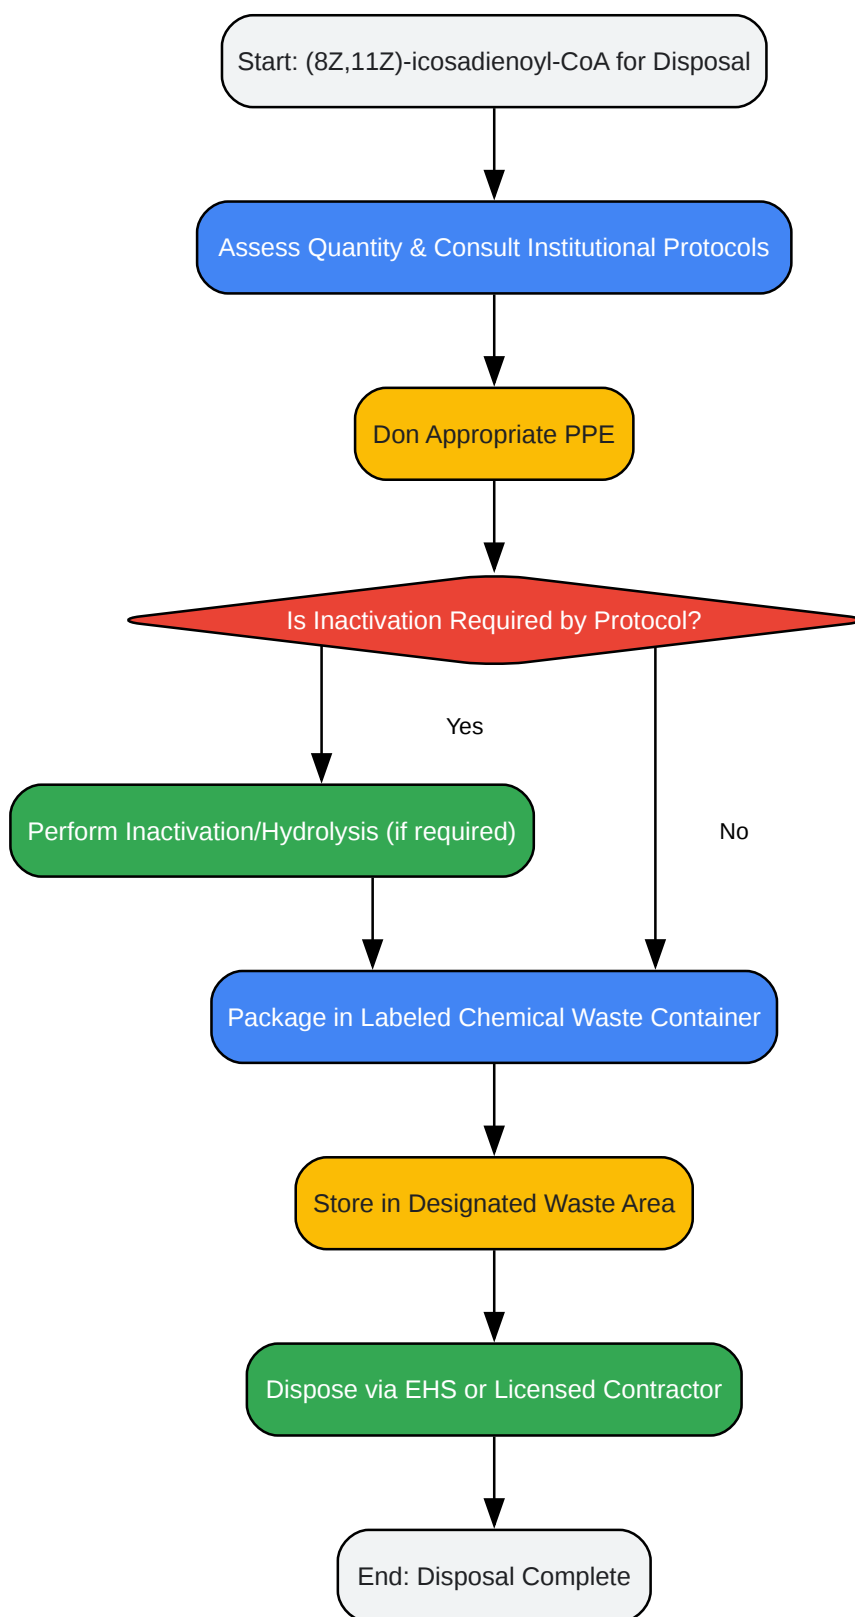 Start: (8Z,11Z)-icosadienoyl-CoA for Disposal
Assess Quantity & Consult Institutional Protocols
Don Appropriate PPE
Is Inactivation Required by Protocol?
Yes
Perform Inactivation/Hydrolysis (if required)
No
Package in Labeled Chemical Waste Container
Store in Designated Waste Area
Dispose via EHS or Licensed Contractor
End: Disposal Complete